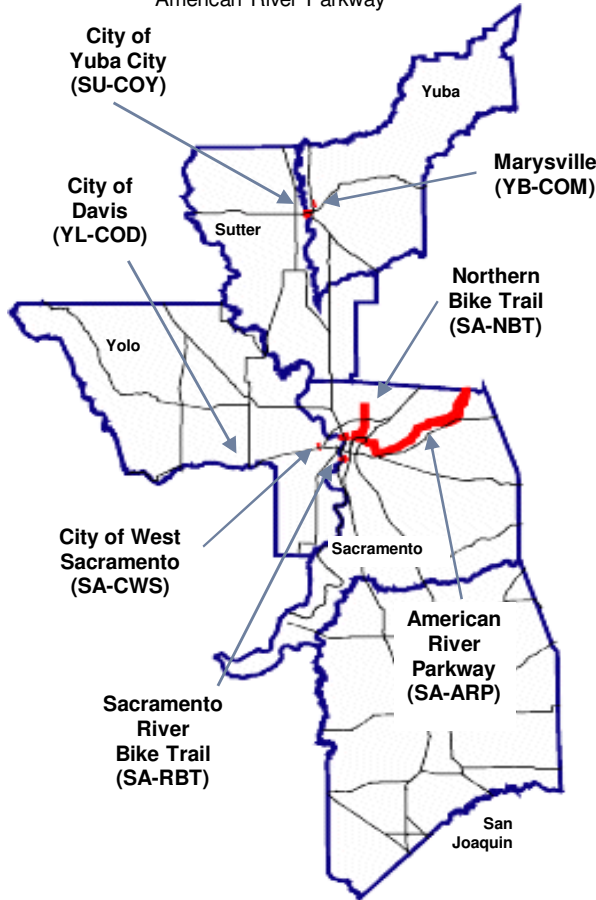 American River Parkway
City of
Yuba City
(SU-COY)
Yuba
Marysville
(YB-COM)
City of
Davis
(YL-COD)
Sutter
Northern
Bike Trail
(SA-NBT)
Yolo
City of West
Sacramento
(SA-CWS)
Sacramento
American
River
Parkway
(SA-ARP)
Sacramento
River
Bike Trail
(SA-RBT)
San
Joaquin